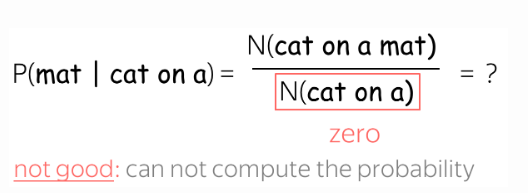 P(mat | cat on a) = N(cat on a mat) / N(cat on a) = ?
zero
not good: can not compute the probability